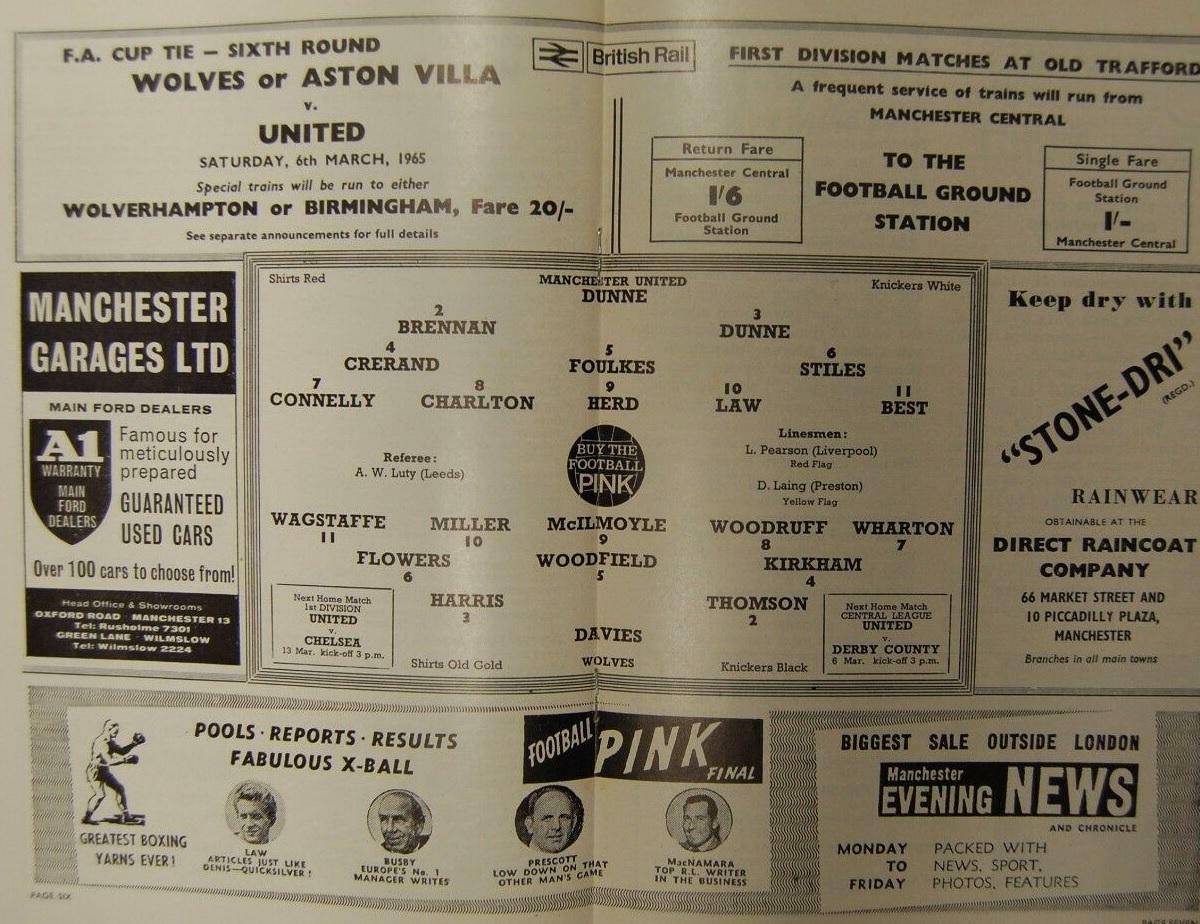 F.A. CUP TIE — SIXTH ROUND
WOLVES or ASTON VILLA
v.
UNITED
SATURDAY, 6th MARCH, 1965
Special trains will be run to either
WOLVERHAMPTON or BIRMINGHAM, Fare 20/-
See separate announcements for full details
British Rail
FIRST DIVISION MATCHES AT OLD TRAFFORD
A frequent service of trains will run from
MANCHESTER CENTRAL
Return Fare
Manchester Central
1/6
Football Ground
Station
TO THE
FOOTBALL GROUND
STATION
Single Fare
Football Ground
Station
1/-
Manchester Central
MANCHESTER
GARAGES LTD
MAIN FORD DEALERS
A1
WARRANTY
MAIN
FORD
DEALERS
Famous for
meticulously
prepared
GUARANTEED
USED CARS
Over 100 cars to choose from!
Head Office & Showrooms
OXFORD ROAD · MANCHESTER 13
Tel: Rusholme 7301
GREEN LANE · WILMSLOW
Tel: Wilmslow 2224
Shirts Red
MANCHESTER UNITED
Knickers White
DUNNE
2
BRENNAN
3
DUNNE
4
CRERAND
5
FOULKES
6
STILES
7
CONNELLY
8
CHARLTON
9
HERD
10
LAW
11
BEST
Referee:
A. W. Luty (Leeds)
BUY THE
FOOTBALL
PINK
Linesmen:
L. Pearson (Liverpool)
Red Flag
D. Laing (Preston)
Yellow Flag
WAGSTAFFE
11
MILLER
10
McILMOYLE
9
WOODRUFF
8
WHARTON
7
FLOWERS
6
WOODFIELD
5
KIRKHAM
4
HARRIS
3
THOMSON
2
DAVIES
Next Home Match
1st DIVISION
UNITED
v.
CHELSEA
13 Mar. kick-off 3 p.m.
Shirts Old Gold
WOLVES
Knickers Black
Next Home Match
CENTRAL LEAGUE
UNITED
v.
DERBY COUNTY
6 Mar. kick-off 3 p.m.
Keep dry with
"STONE-DRI"
(REGD.)
RAINWEAR
OBTAINABLE AT THE
DIRECT RAINCOAT
COMPANY
66 MARKET STREET AND
10 PICCADILLY PLAZA,
MANCHESTER
Branches in all main towns
POOLS · REPORTS · RESULTS
FABULOUS X-BALL
FOOTBALL PINK
FINAL
GREATEST BOXING
YARNS EVER!
LAW
ARTICLES JUST LIKE
DENIS—QUICKSILVER!
BUSBY
EUROPE'S No. 1
MANAGER WRITES
PRESCOTT
LOW DOWN ON THAT
OTHER MAN'S GAME
MacNAMARA
TOP R.L. WRITER
IN THE BUSINESS
BIGGEST SALE OUTSIDE LONDON
Manchester
EVENING NEWS
AND CHRONICLE
MONDAY
TO
FRIDAY
PACKED WITH
NEWS, SPORT,
PHOTOS, FEATURES
PAGE SIX
PAGE SEVEN